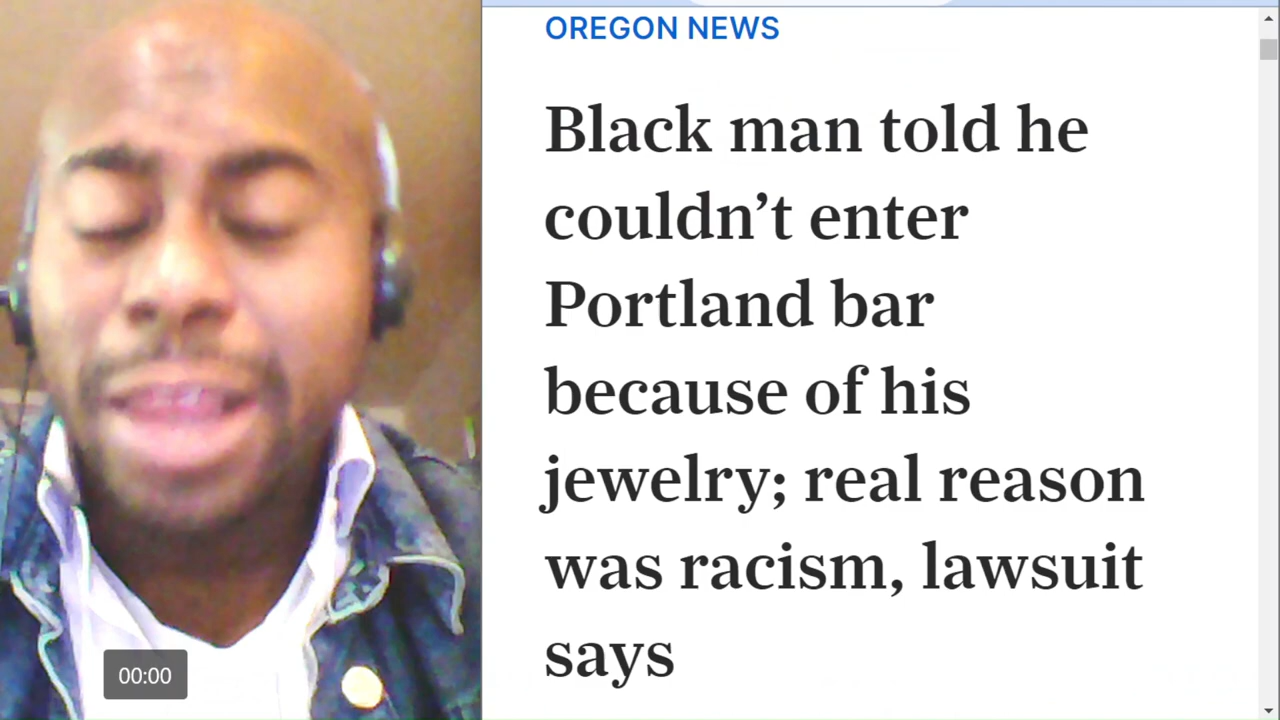 OREGON NEWS
Black man told he
couldn’t enter
Portland bar
because of his
jewelry; real reason
was racism, lawsuit
says
00:00